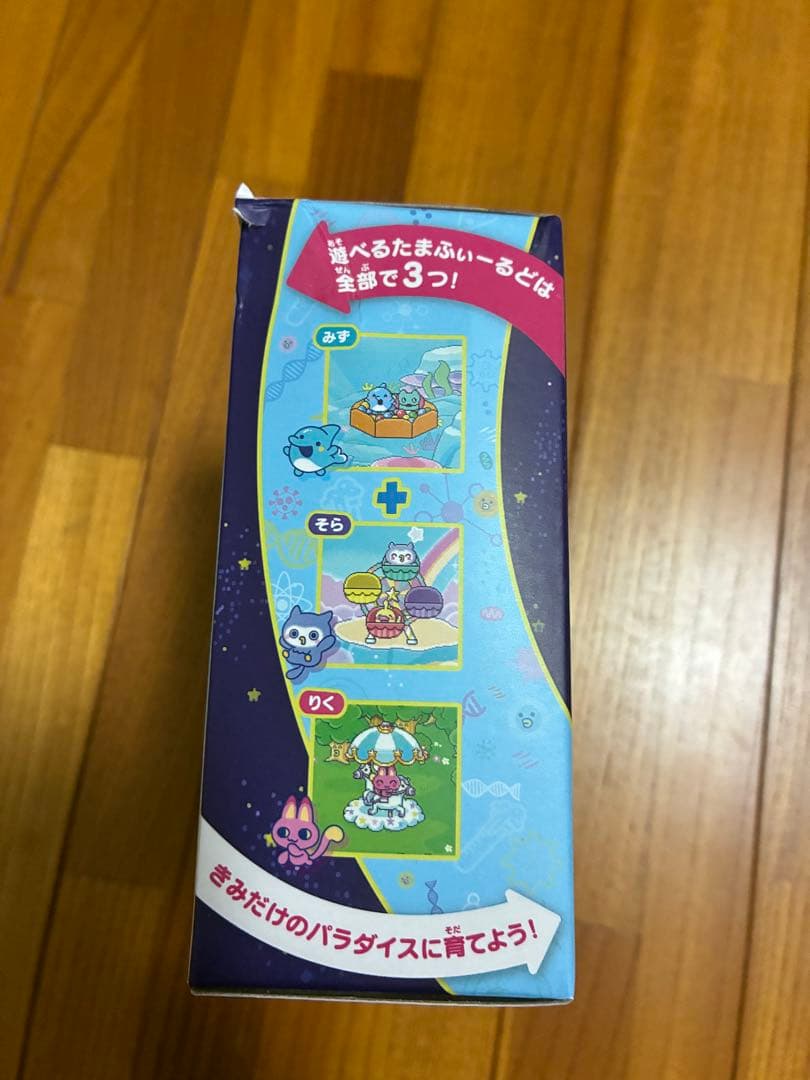 遊べるたまふぃーるどは
全部で3つ!
みず
そら
りく
きみだけのパラダイスに育てよう!